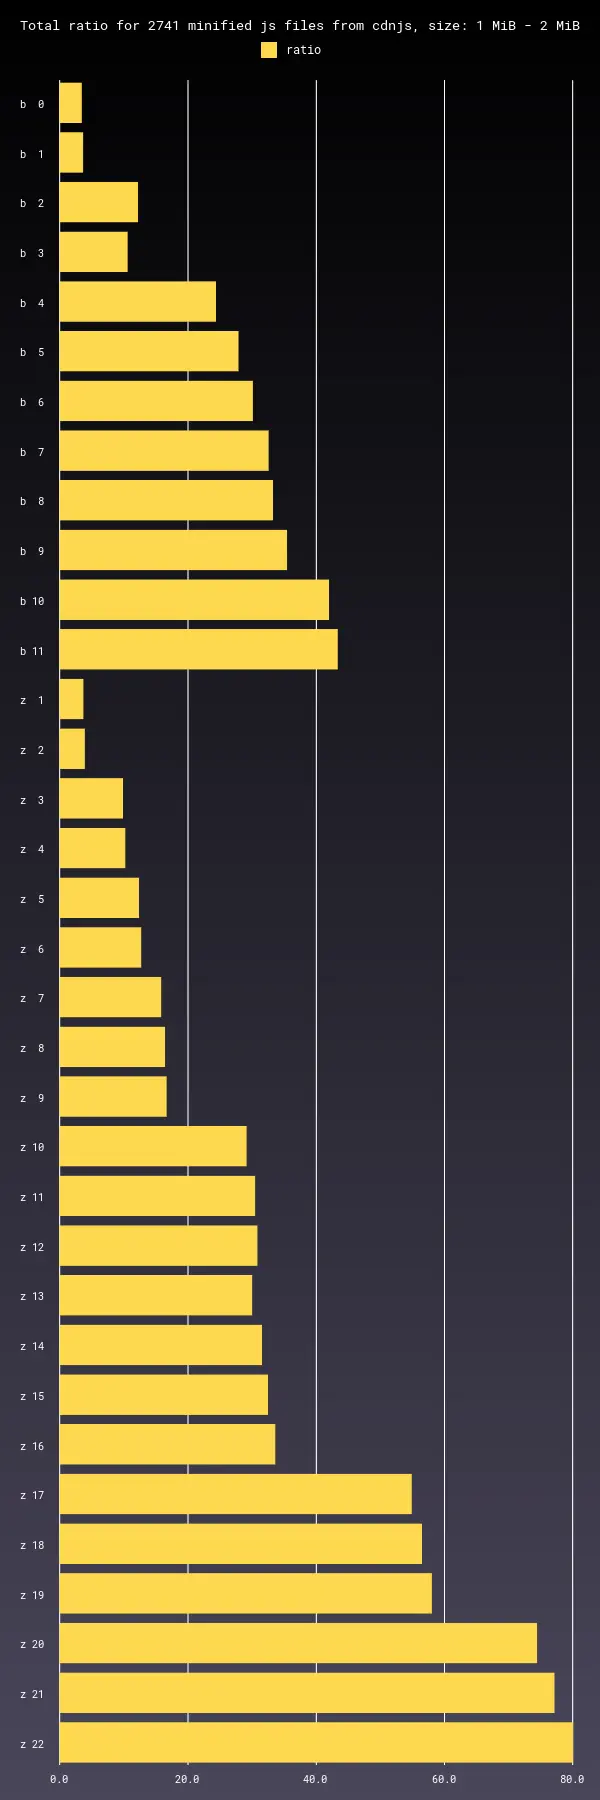 Total ratio for 2741 minified js files from cdnjs, size: 1 MiB - 2 MiB
ratio
b 0
b 1
b 2
b 3
b 4
b 5
b 6
b 7
b 8
b 9
b 10
b 11
z 1
z 2
z 3
z 4
z 5
z 6
z 7
z 8
z 9
z 10
z 11
z 12
z 13
z 14
z 15
z 16
z 17
z 18
z 19
z 20
z 21
z 22
0.0 20.0 40.0 60.0 80.0